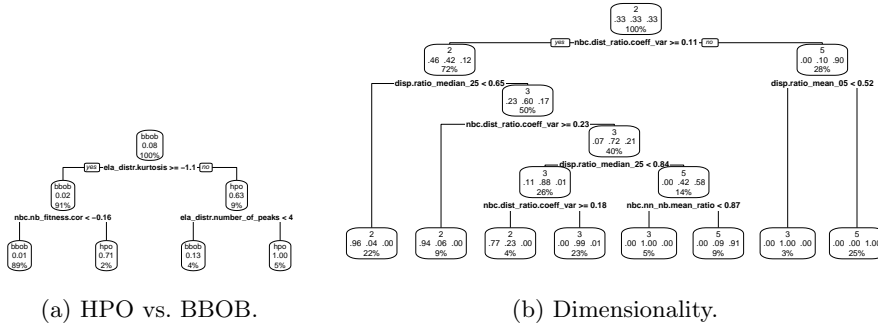 2
.33 .33 .33
100%
yes nbc.dist_ratio.coeff_var >= 0.11 no
2
.46 .42 .12
72%
5
.00 .10 .90
28%
disp.ratio_median_25 < 0.65
disp.ratio_mean_05 < 0.52
3
.23 .60 .17
50%
nbc.dist_ratio.coeff_var >= 0.23
3
.07 .72 .21
40%
disp.ratio_median_25 < 0.84
3
.11 .88 .01
26%
5
.00 .42 .58
14%
nbc.dist_ratio.coeff_var >= 0.18
nbc.nn_nb.mean_ratio < 0.87
2
.96 .04 .00
22%
2
.94 .06 .00
9%
2
.77 .23 .00
4%
3
.00 .99 .01
23%
3
.00 1.00 .00
5%
5
.00 .09 .91
9%
3
.00 1.00 .00
3%
5
.00 .00 1.00
25%
bbob
0.08
100%
yes ela_distr.kurtosis >= −1.1 no
bbob
0.02
91%
hpo
0.63
9%
nbc.nb_fitness.cor < −0.16
ela_distr.number_of_peaks < 4
bbob
0.01
89%
hpo
0.71
2%
bbob
0.13
4%
hpo
1.00
5%
(a) HPO vs. BBOB.
(b) Dimensionality.